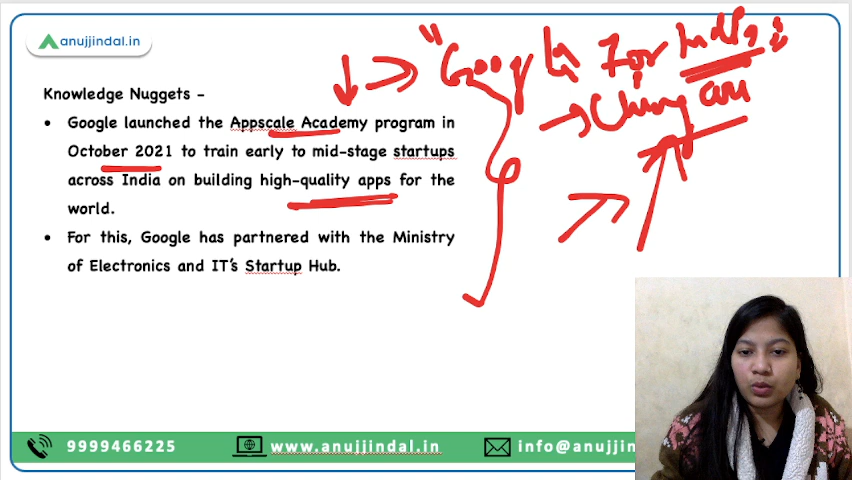 anujjindal.in
"Google For India
Knowledge Nuggets -
• Google launched the Appscale Academy program in
October 2021 to train early to mid-stage startups
across India on building high-quality apps for the
world.
• For this, Google has partnered with the Ministry
of Electronics and IT's Startup Hub.
9999466225
www.anujjindal.in
info@anujjin